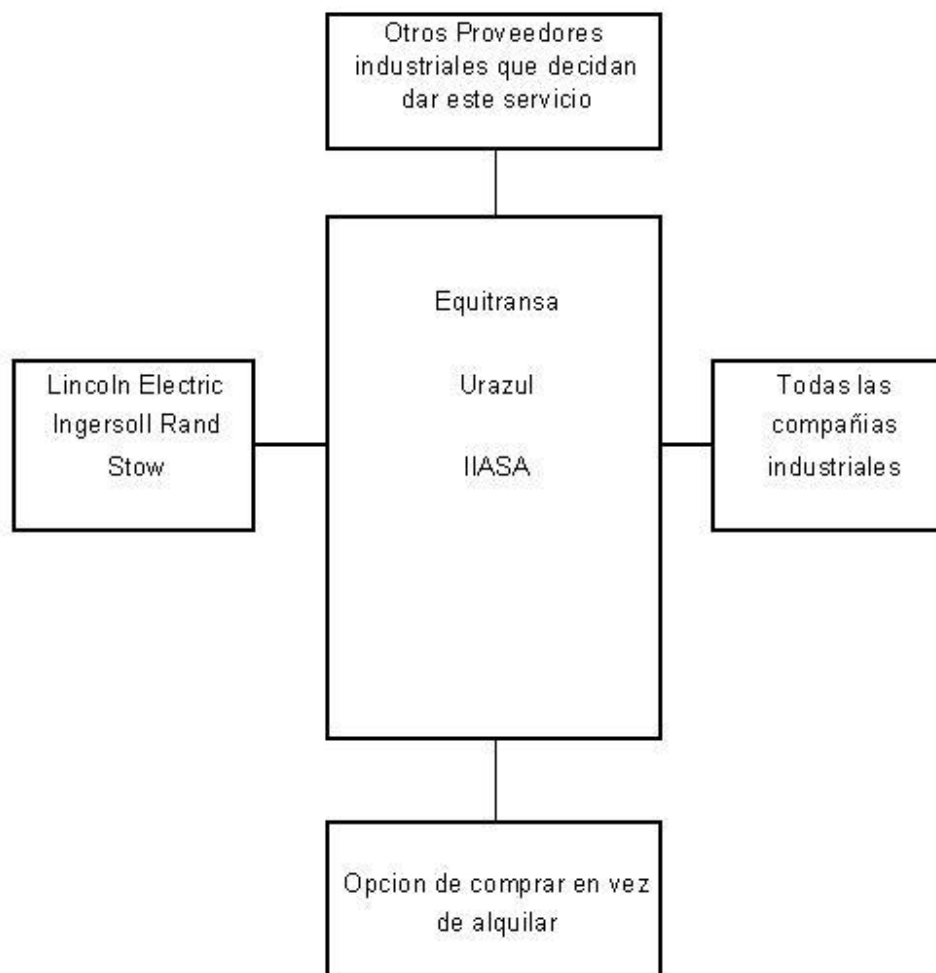 Otros Proveedores
industriales que decidan
dar este servicio
Equitransa
Urazul
IIASA
Lincoln Electric
Ingersoll Rand
Stow
Todas las
compañias
industriales
Opcion de comprar en vez
de alquilar